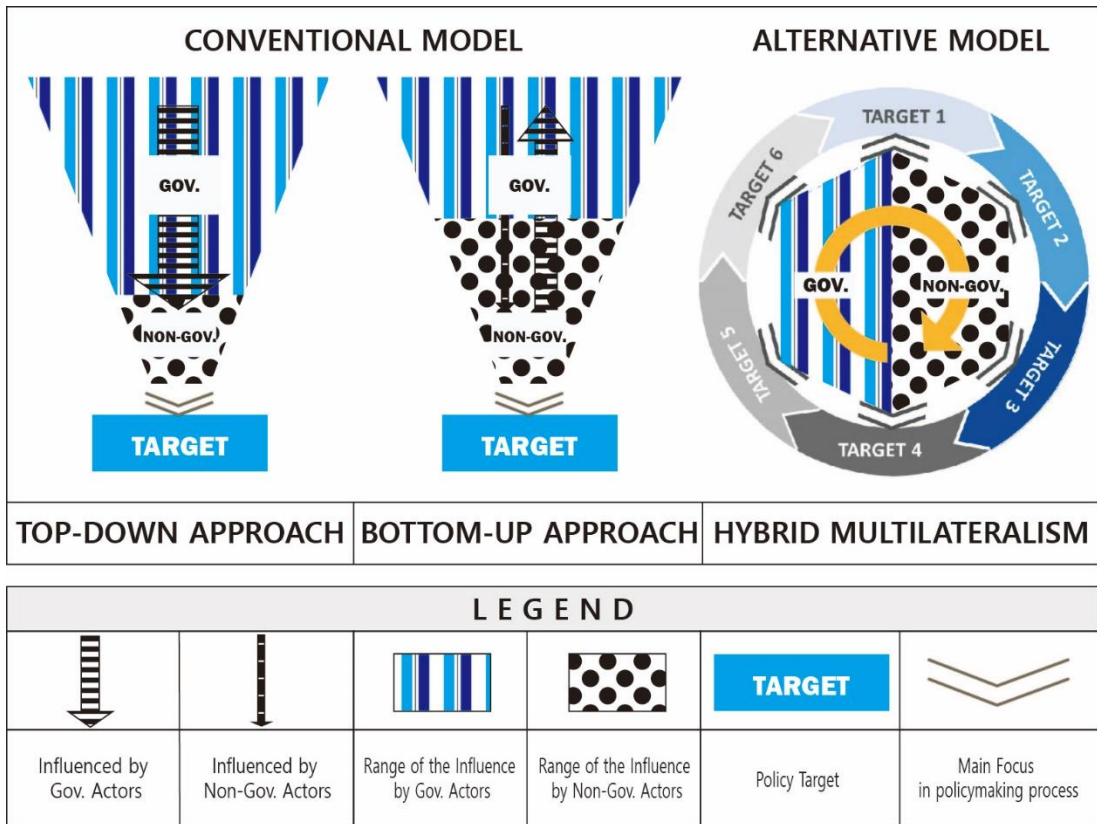 CONVENTIONAL MODEL
ALTERNATIVE MODEL
GOV.
NON-GOV.
TARGET
GOV.
NON-GOV.
TARGET
TARGET 1
TARGET 2
TARGET 3
TARGET 4
TARGET 5
TARGET 6
GOV.
NON-GOV.
TOP-DOWN APPROACH
BOTTOM-UP APPROACH
HYBRID MULTILATERALISM
LEGEND
TARGET
Influenced by
Gov. Actors
Influenced by
Non-Gov. Actors
Range of the Influence
by Gov. Actors
Range of the Influence
by Non-Gov. Actors
Policy Target
Main Focus
in policymaking process